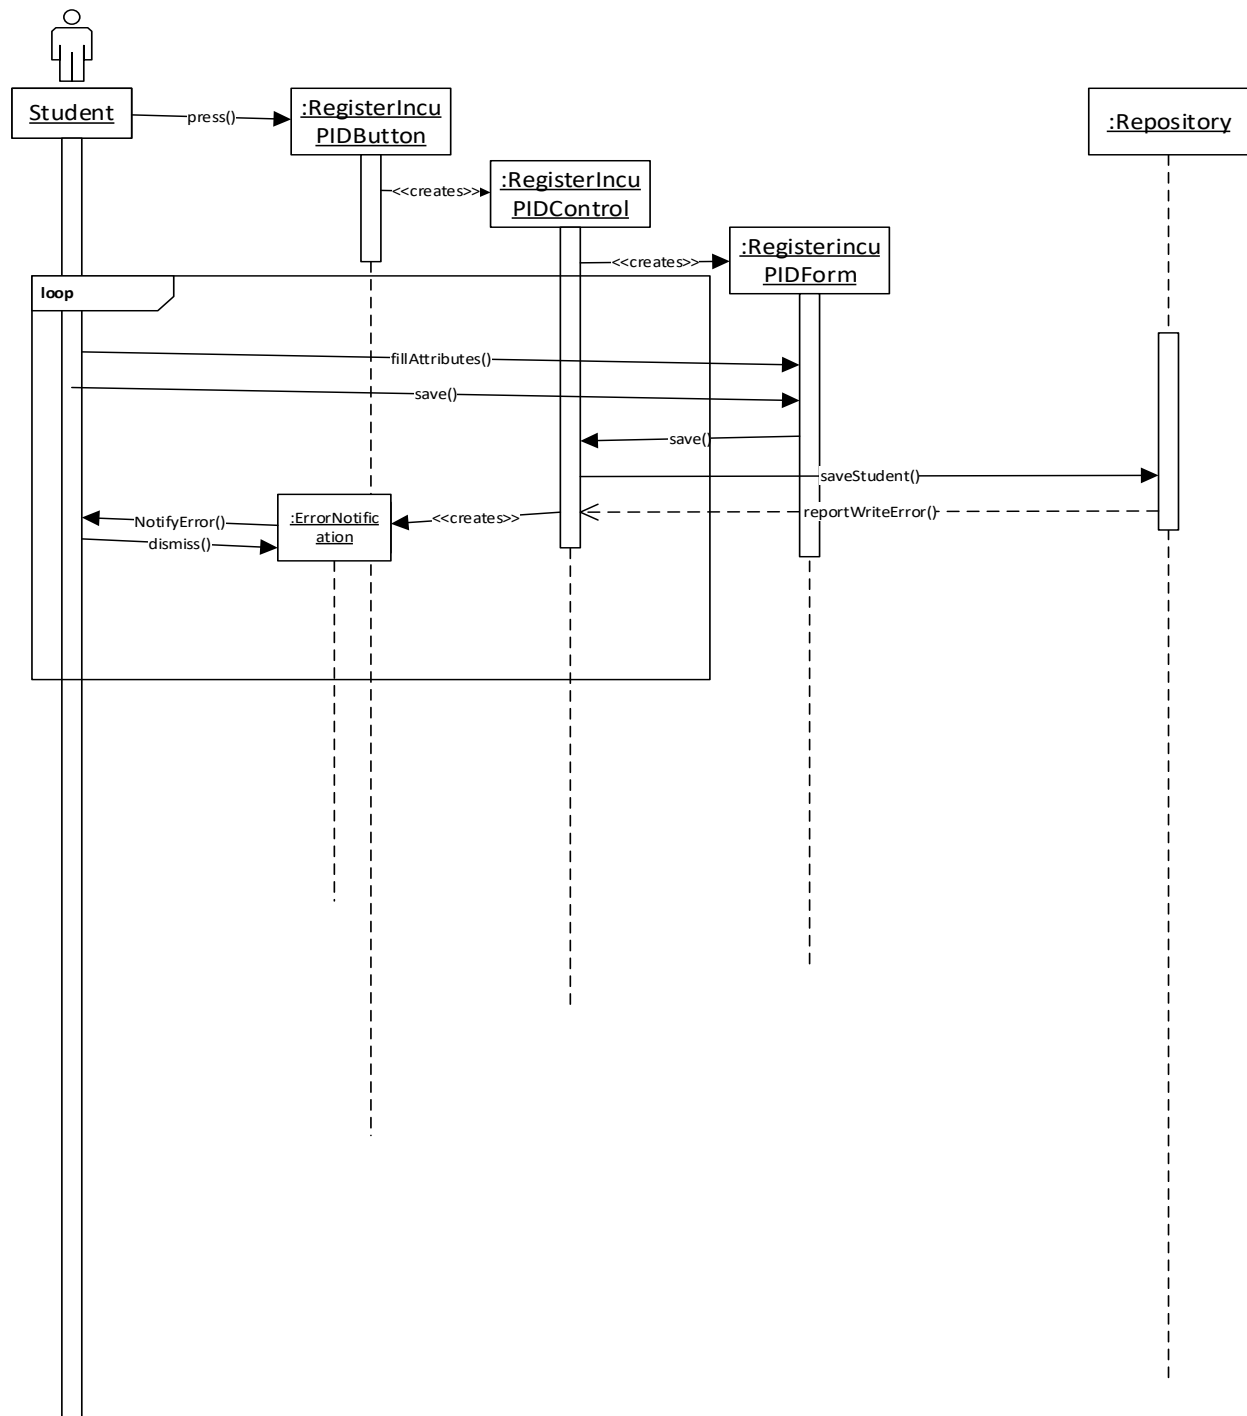 Student
press()
:RegisterIncu
PIDButton
:Repository
<<creates>>
:RegisterIncu
PIDControl
<<creates>>
:Registerincu
PIDForm
loop
fillAttributes()
save()
save()
saveStudent()
reportWriteError()
<<creates>>
:ErrorNotific
ation
NotifyError()
dismiss()